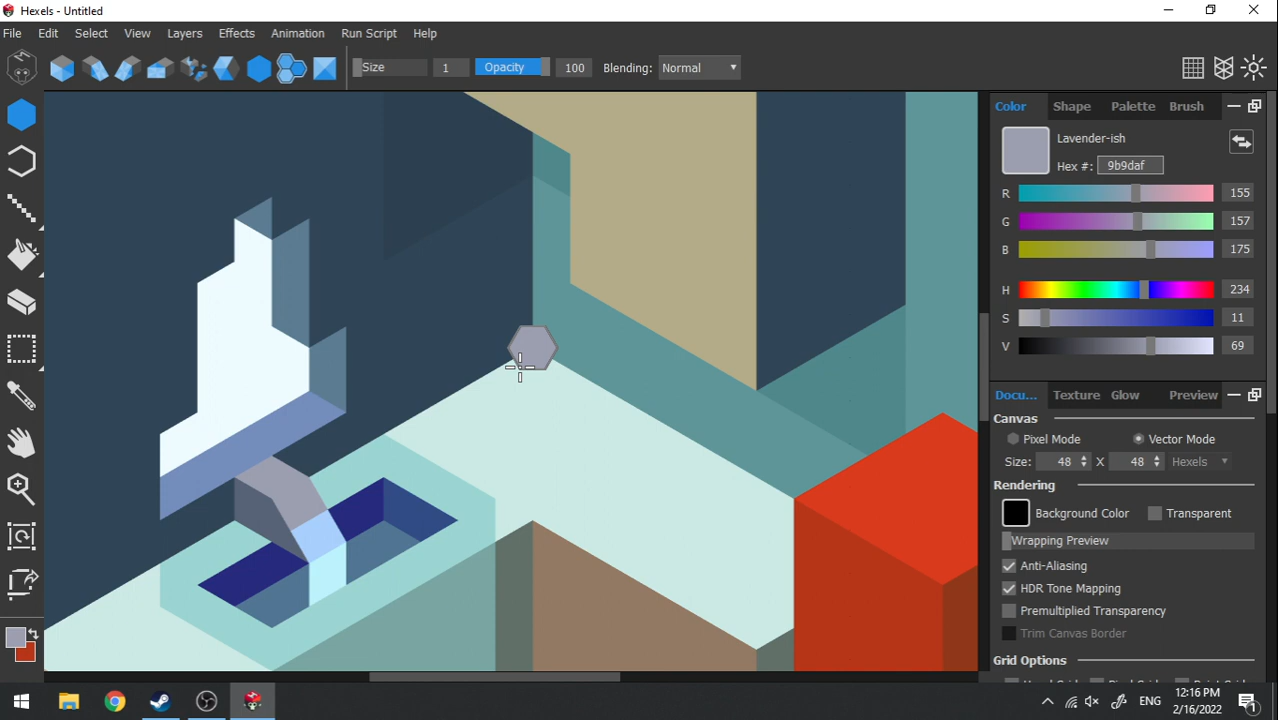 Hexels - Untitled
File Edit Select View Layers Effects Animation Run Script Help
Size 1 Opacity 100 Blending: Normal
Color Shape Palette Brush
Lavender-ish
Hex #: 9b9daf
R 155
G 157
B 175
H 234
S 11
V 69
Docu... Texture Glow Preview
Canvas
Pixel Mode Vector Mode
Size: 48 X 48 Hexels
Rendering
Background Color Transparent
Wrapping Preview
Anti-Aliasing
HDR Tone Mapping
Premultiplied Transparency
Trim Canvas Border
Grid Options
ENG
12:16 PM
2/16/2022
1